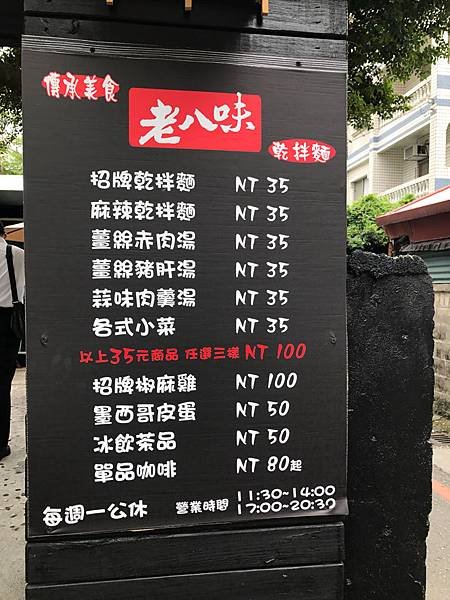 傳承美食
老八味
乾拌麵
招牌乾拌麵 NT 35
麻辣乾拌麵 NT 35
薑絲赤肉湯 NT 35
薑絲豬肝湯 NT 35
蒜味肉羹湯 NT 35
各式小菜 NT 35
以上35元商品 任選三樣 NT 100
招牌椒麻雞 NT 100
墨西哥皮蛋 NT 50
冰飲茶品 NT 50
單品咖啡 NT 80起
每週一公休 營業時間 11:30~14:00
17:00~20:30